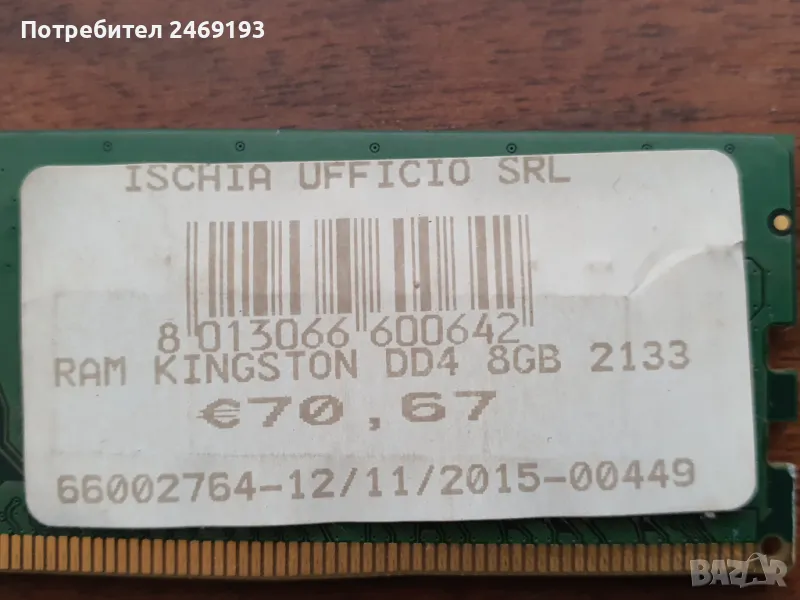 Потребител 2469193
ISCHIA UFFICIO SRL
8 013066 600642
RAM KINGSTON DD4 8GB 2133
€70,67
66002764-12/11/2015-00449
BAZAR